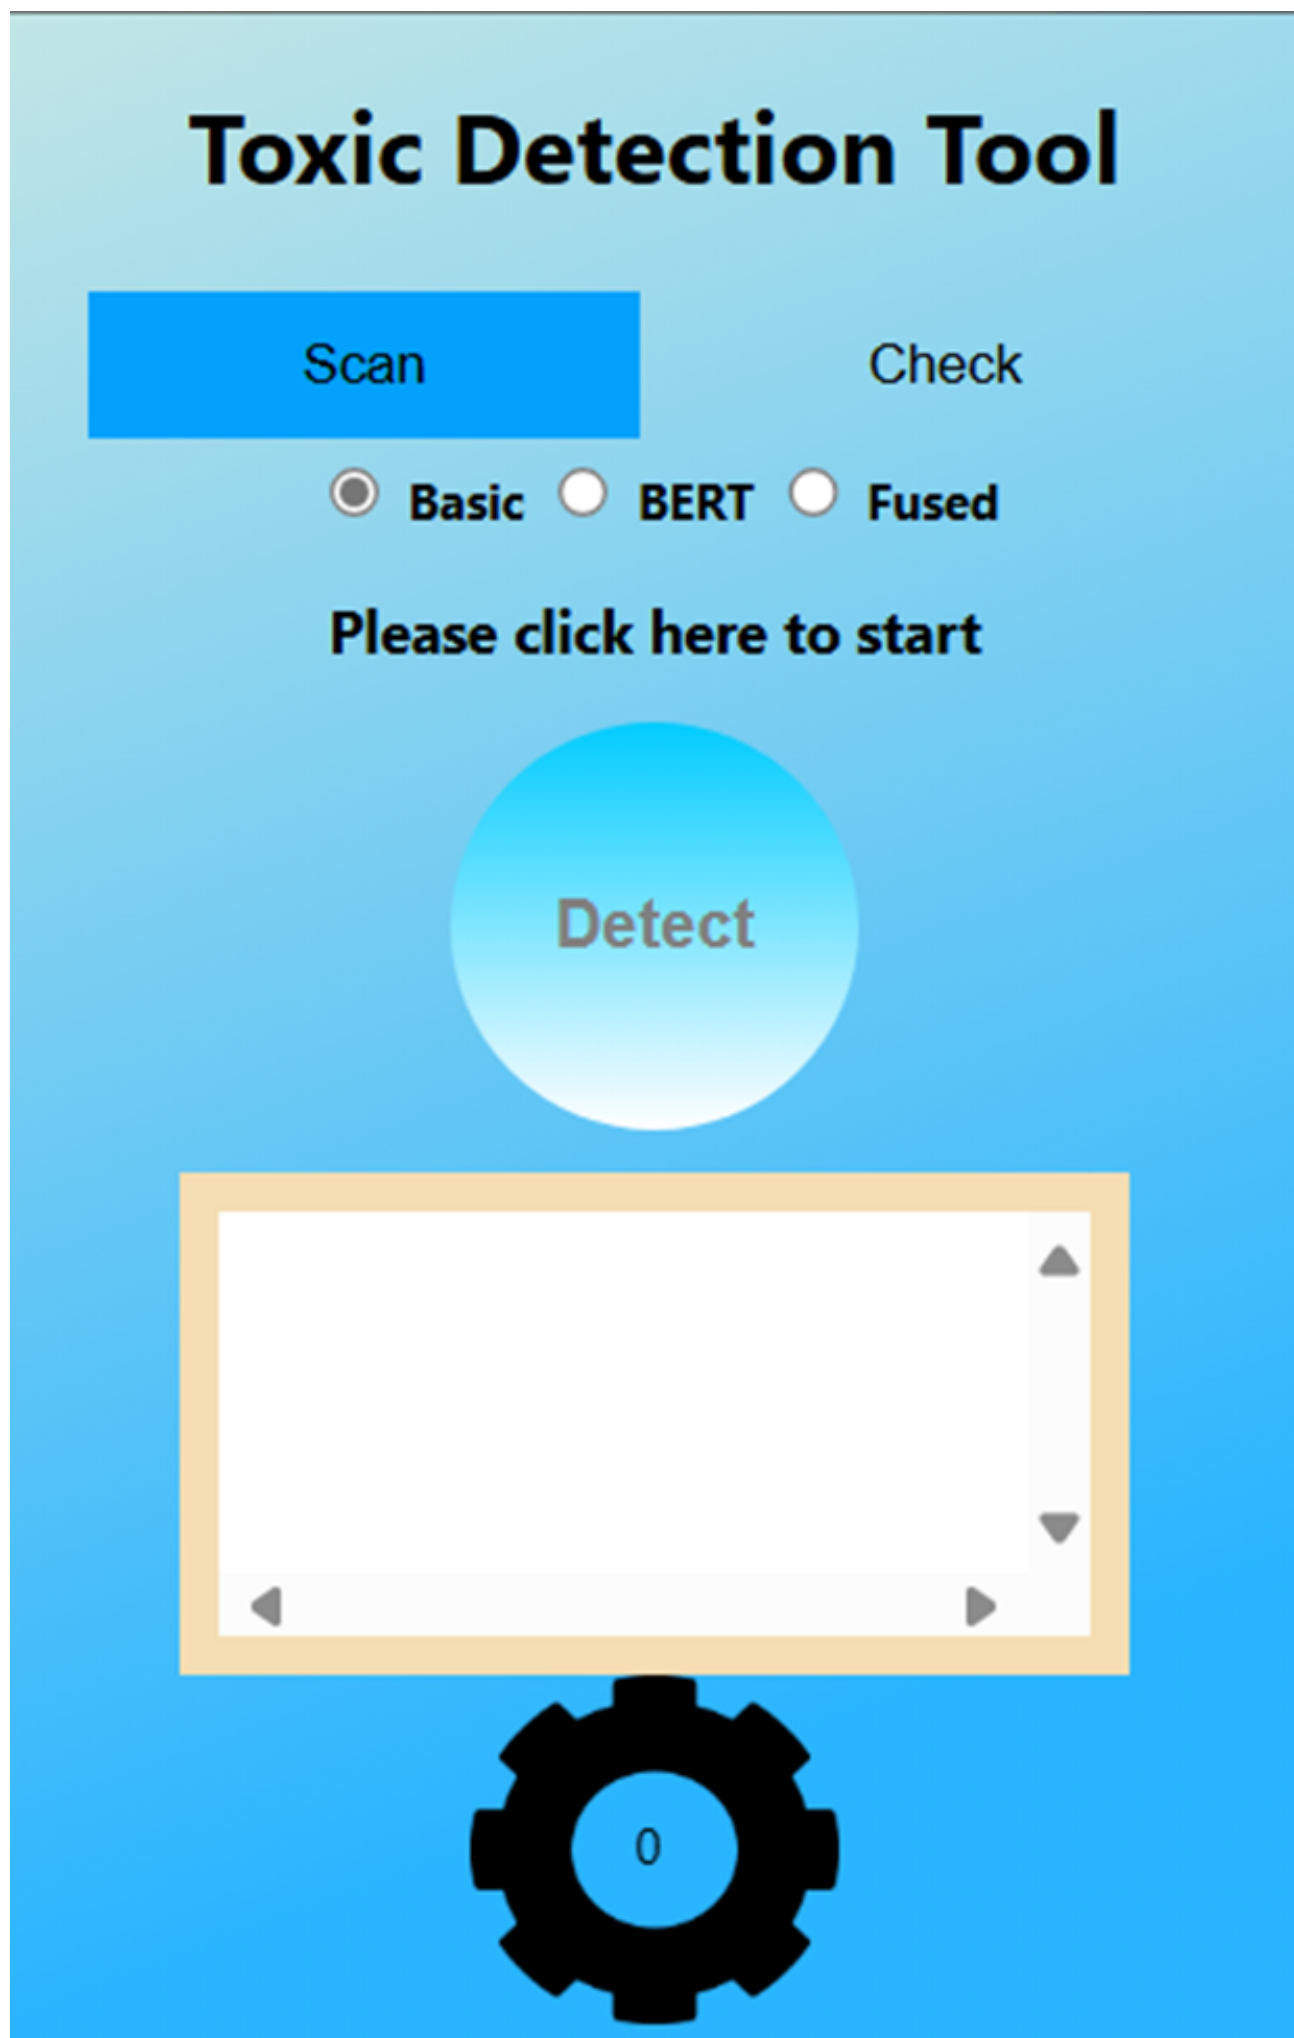 Toxic Detection Tool
Scan Check
Basic BERT Fused
Please click here to start
Detect
0